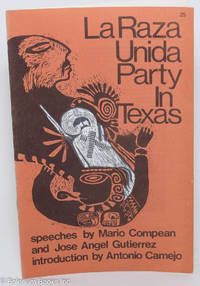 25
La Raza
Unida
Party
In
Texas
speeches by Mario Compean
and Jose Angel Gutierrez
introduction by Antonio Camejo